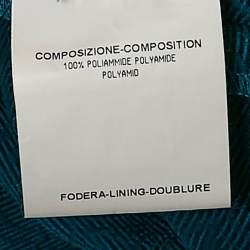 COMPOSIZIONE-COMPOSITION
100% POLIAMMIDE POLYAMIDE
POLYAMID
FODERA-LINING-DOUBLURE